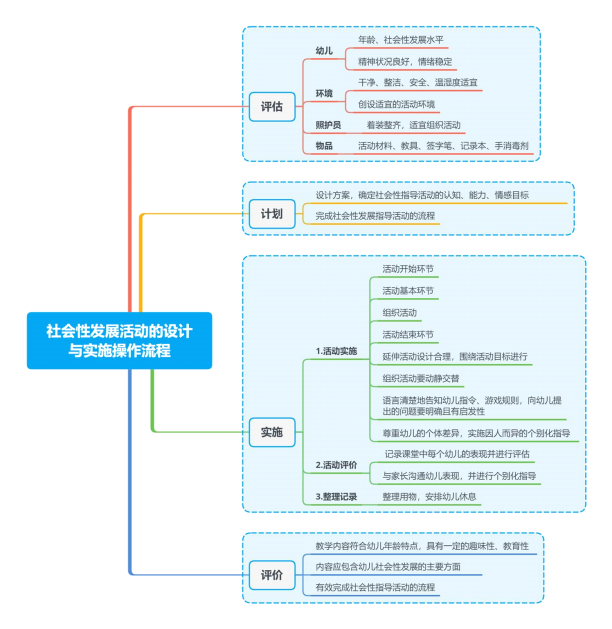 社会性发展活动的设计
与实施操作流程
评估
幼儿
年龄、社会性发展水平
精神状况良好，情绪稳定
环境
干净、整洁、安全、温湿度适宜
创设适宜的活动环境
照护员
着装整齐，适宜组织活动
物品
活动材料、教具、签字笔、记录本、手消毒剂
计划
设计方案，确定社会性指导活动的认知、能力、情感目标
完成社会性发展指导活动的流程
实施
1.活动实施
活动开始环节
活动基本环节
组织活动
活动结束环节
延伸活动设计合理，围绕活动目标进行
组织活动要动静交替
语言清楚地告知幼儿指令、游戏规则，向幼儿提
出的问题要明确且有启发性
尊重幼儿的个体差异，实施因人而异的个别化指导
2.活动评价
记录课堂中每个幼儿的表现并进行评估
与家长沟通幼儿表现，并进行个别化指导
3.整理记录
整理用物，安排幼儿休息
评价
教学内容符合幼儿年龄特点，具有一定的趣味性、教育性
内容应包含幼儿社会性发展的主要方面
有效完成社会性指导活动的流程